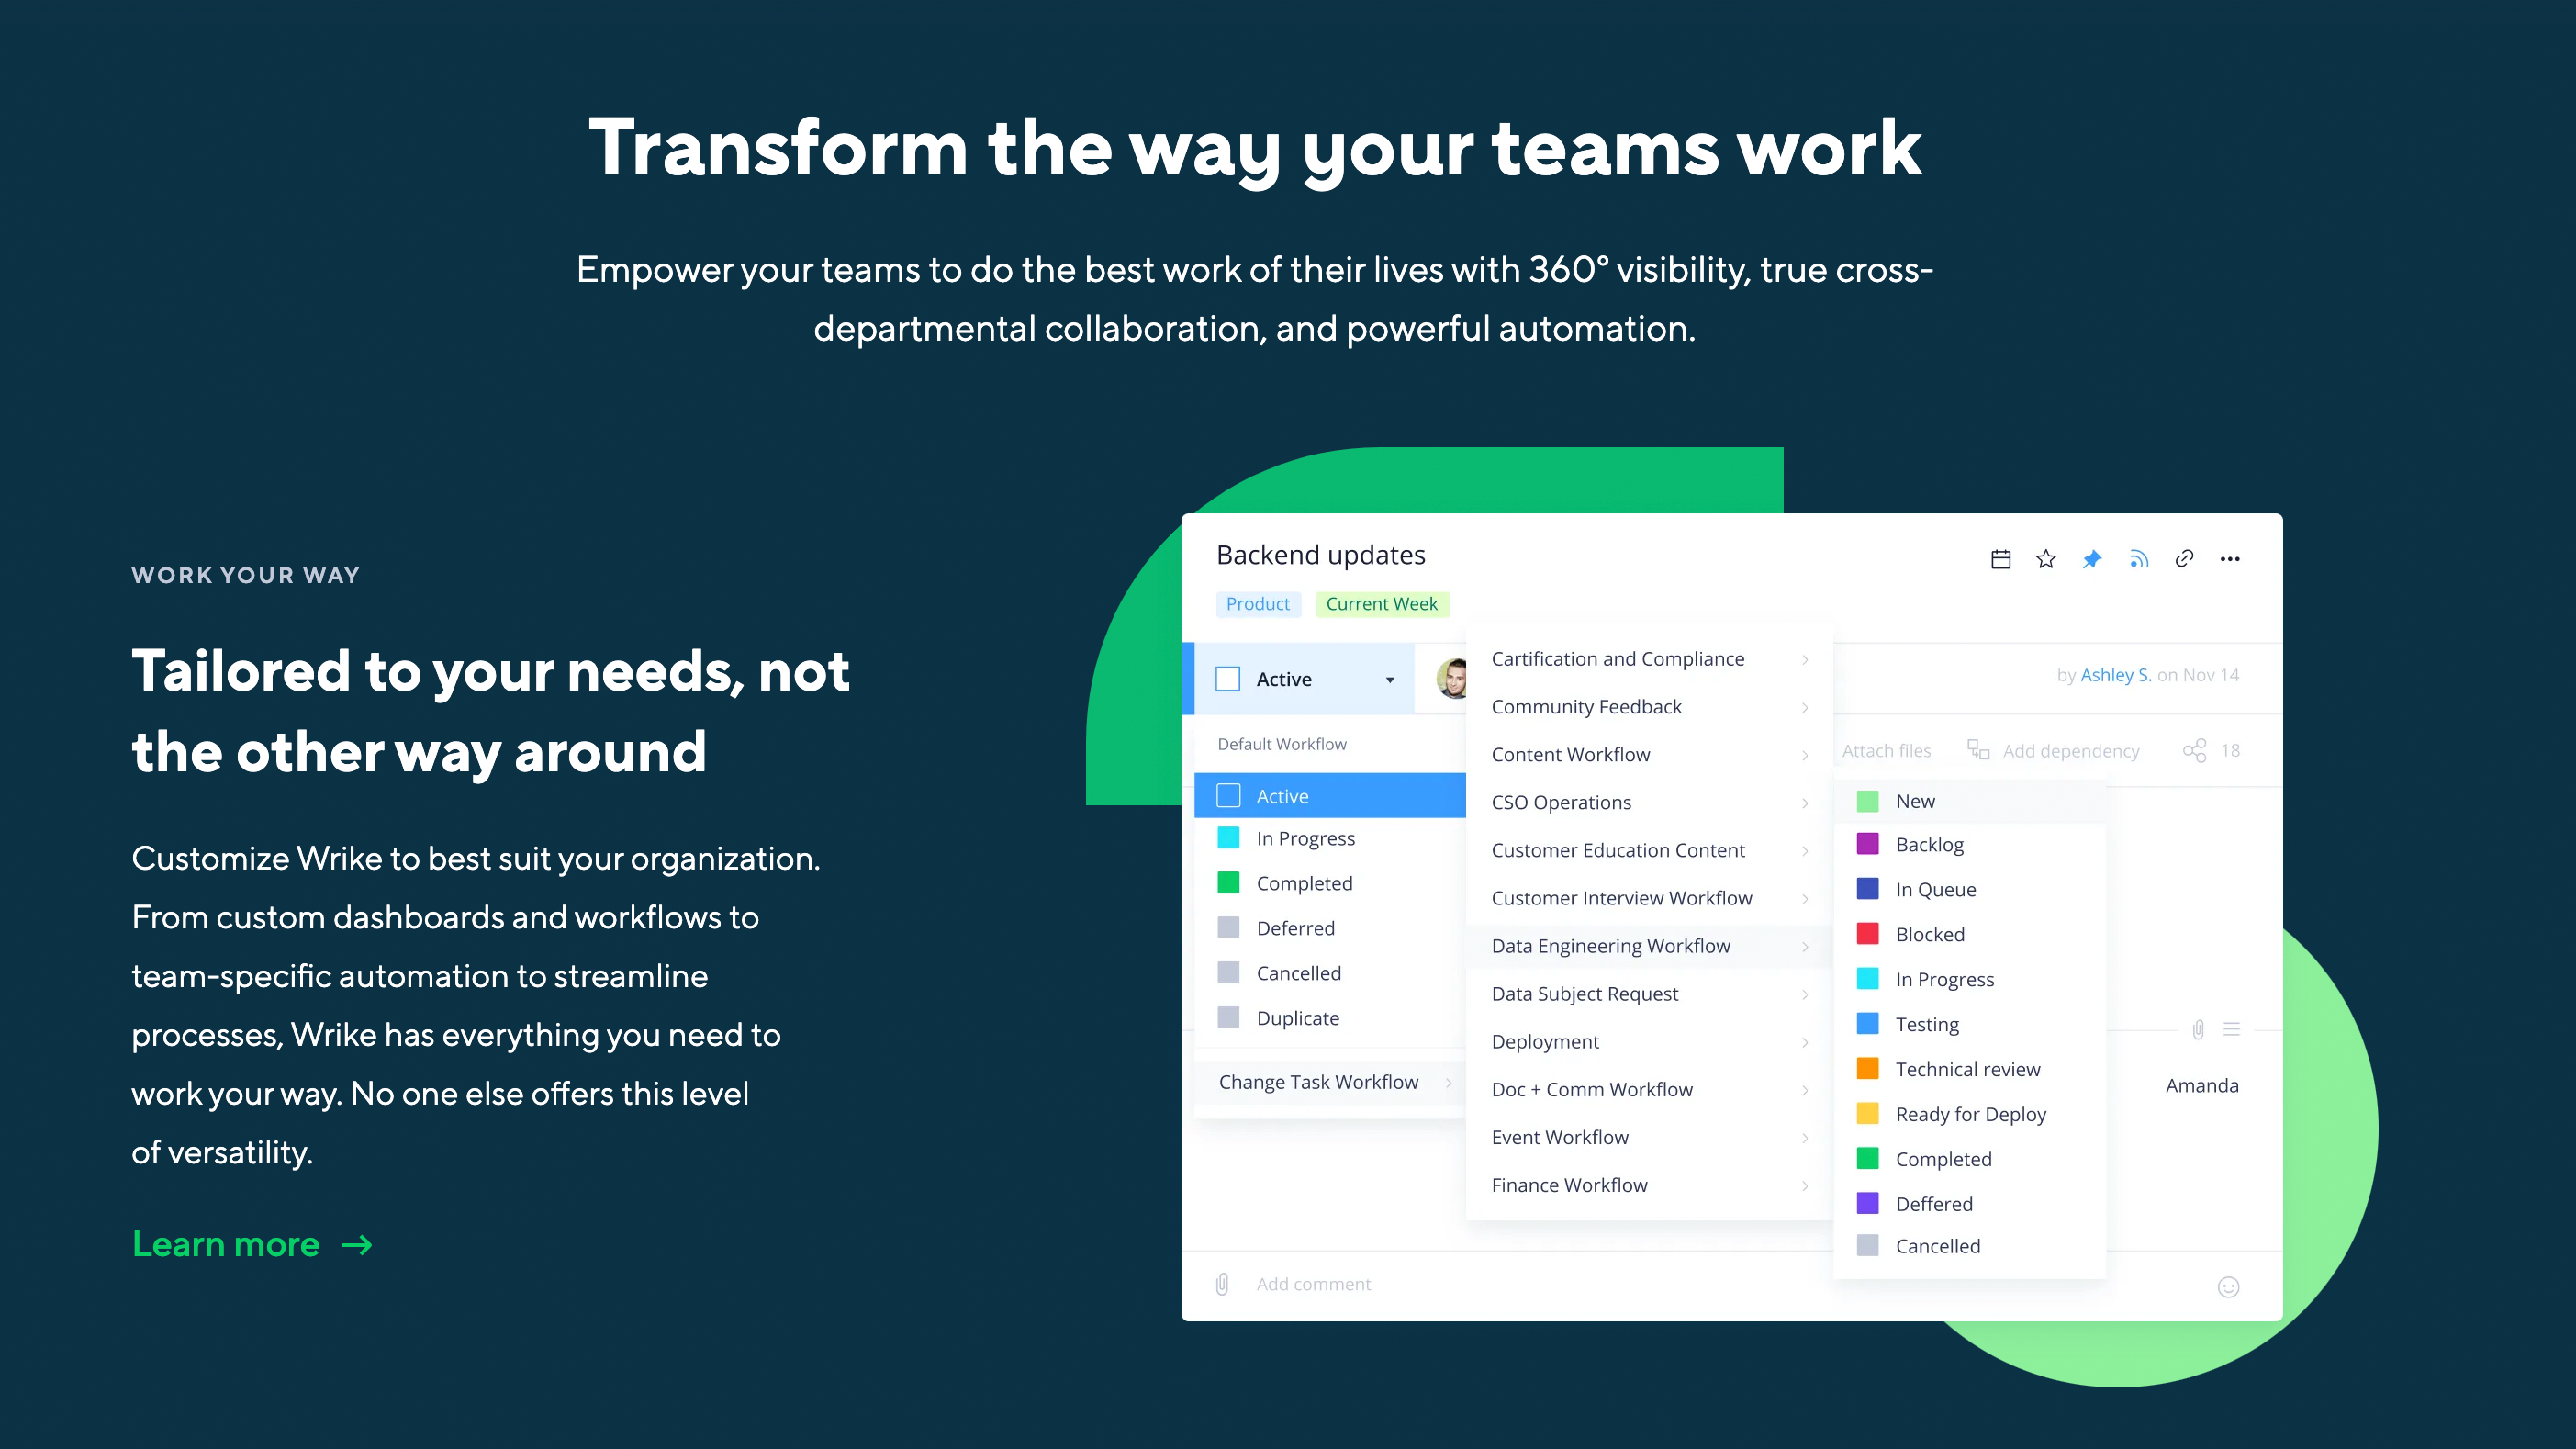 Transform the way your teams work
Empower your teams to do the best work of their lives with 360° visibility, true cross-
departmental collaboration, and powerful automation.
WORK YOUR WAY
Tailored to your needs, not
the other way around
Customize Wrike to best suit your organization.
From custom dashboards and workflows to
team-specific automation to streamline
processes, Wrike has everything you need to
work your way. No one else offers this level
of versatility.
Learn more →
Backend updates
Product
Current Week
Active
by Ashley S. on Nov 14
Attach files
Add dependency
18
Default Workflow
Active
In Progress
Completed
Deferred
Cancelled
Duplicate
Change Task Workflow
Cartification and Compliance
Community Feedback
Content Workflow
CSO Operations
Customer Education Content
Customer Interview Workflow
Data Engineering Workflow
Data Subject Request
Deployment
Doc + Comm Workflow
Event Workflow
Finance Workflow
New
Backlog
In Queue
Blocked
In Progress
Testing
Technical review
Ready for Deploy
Completed
Deffered
Cancelled
Amanda
Add comment